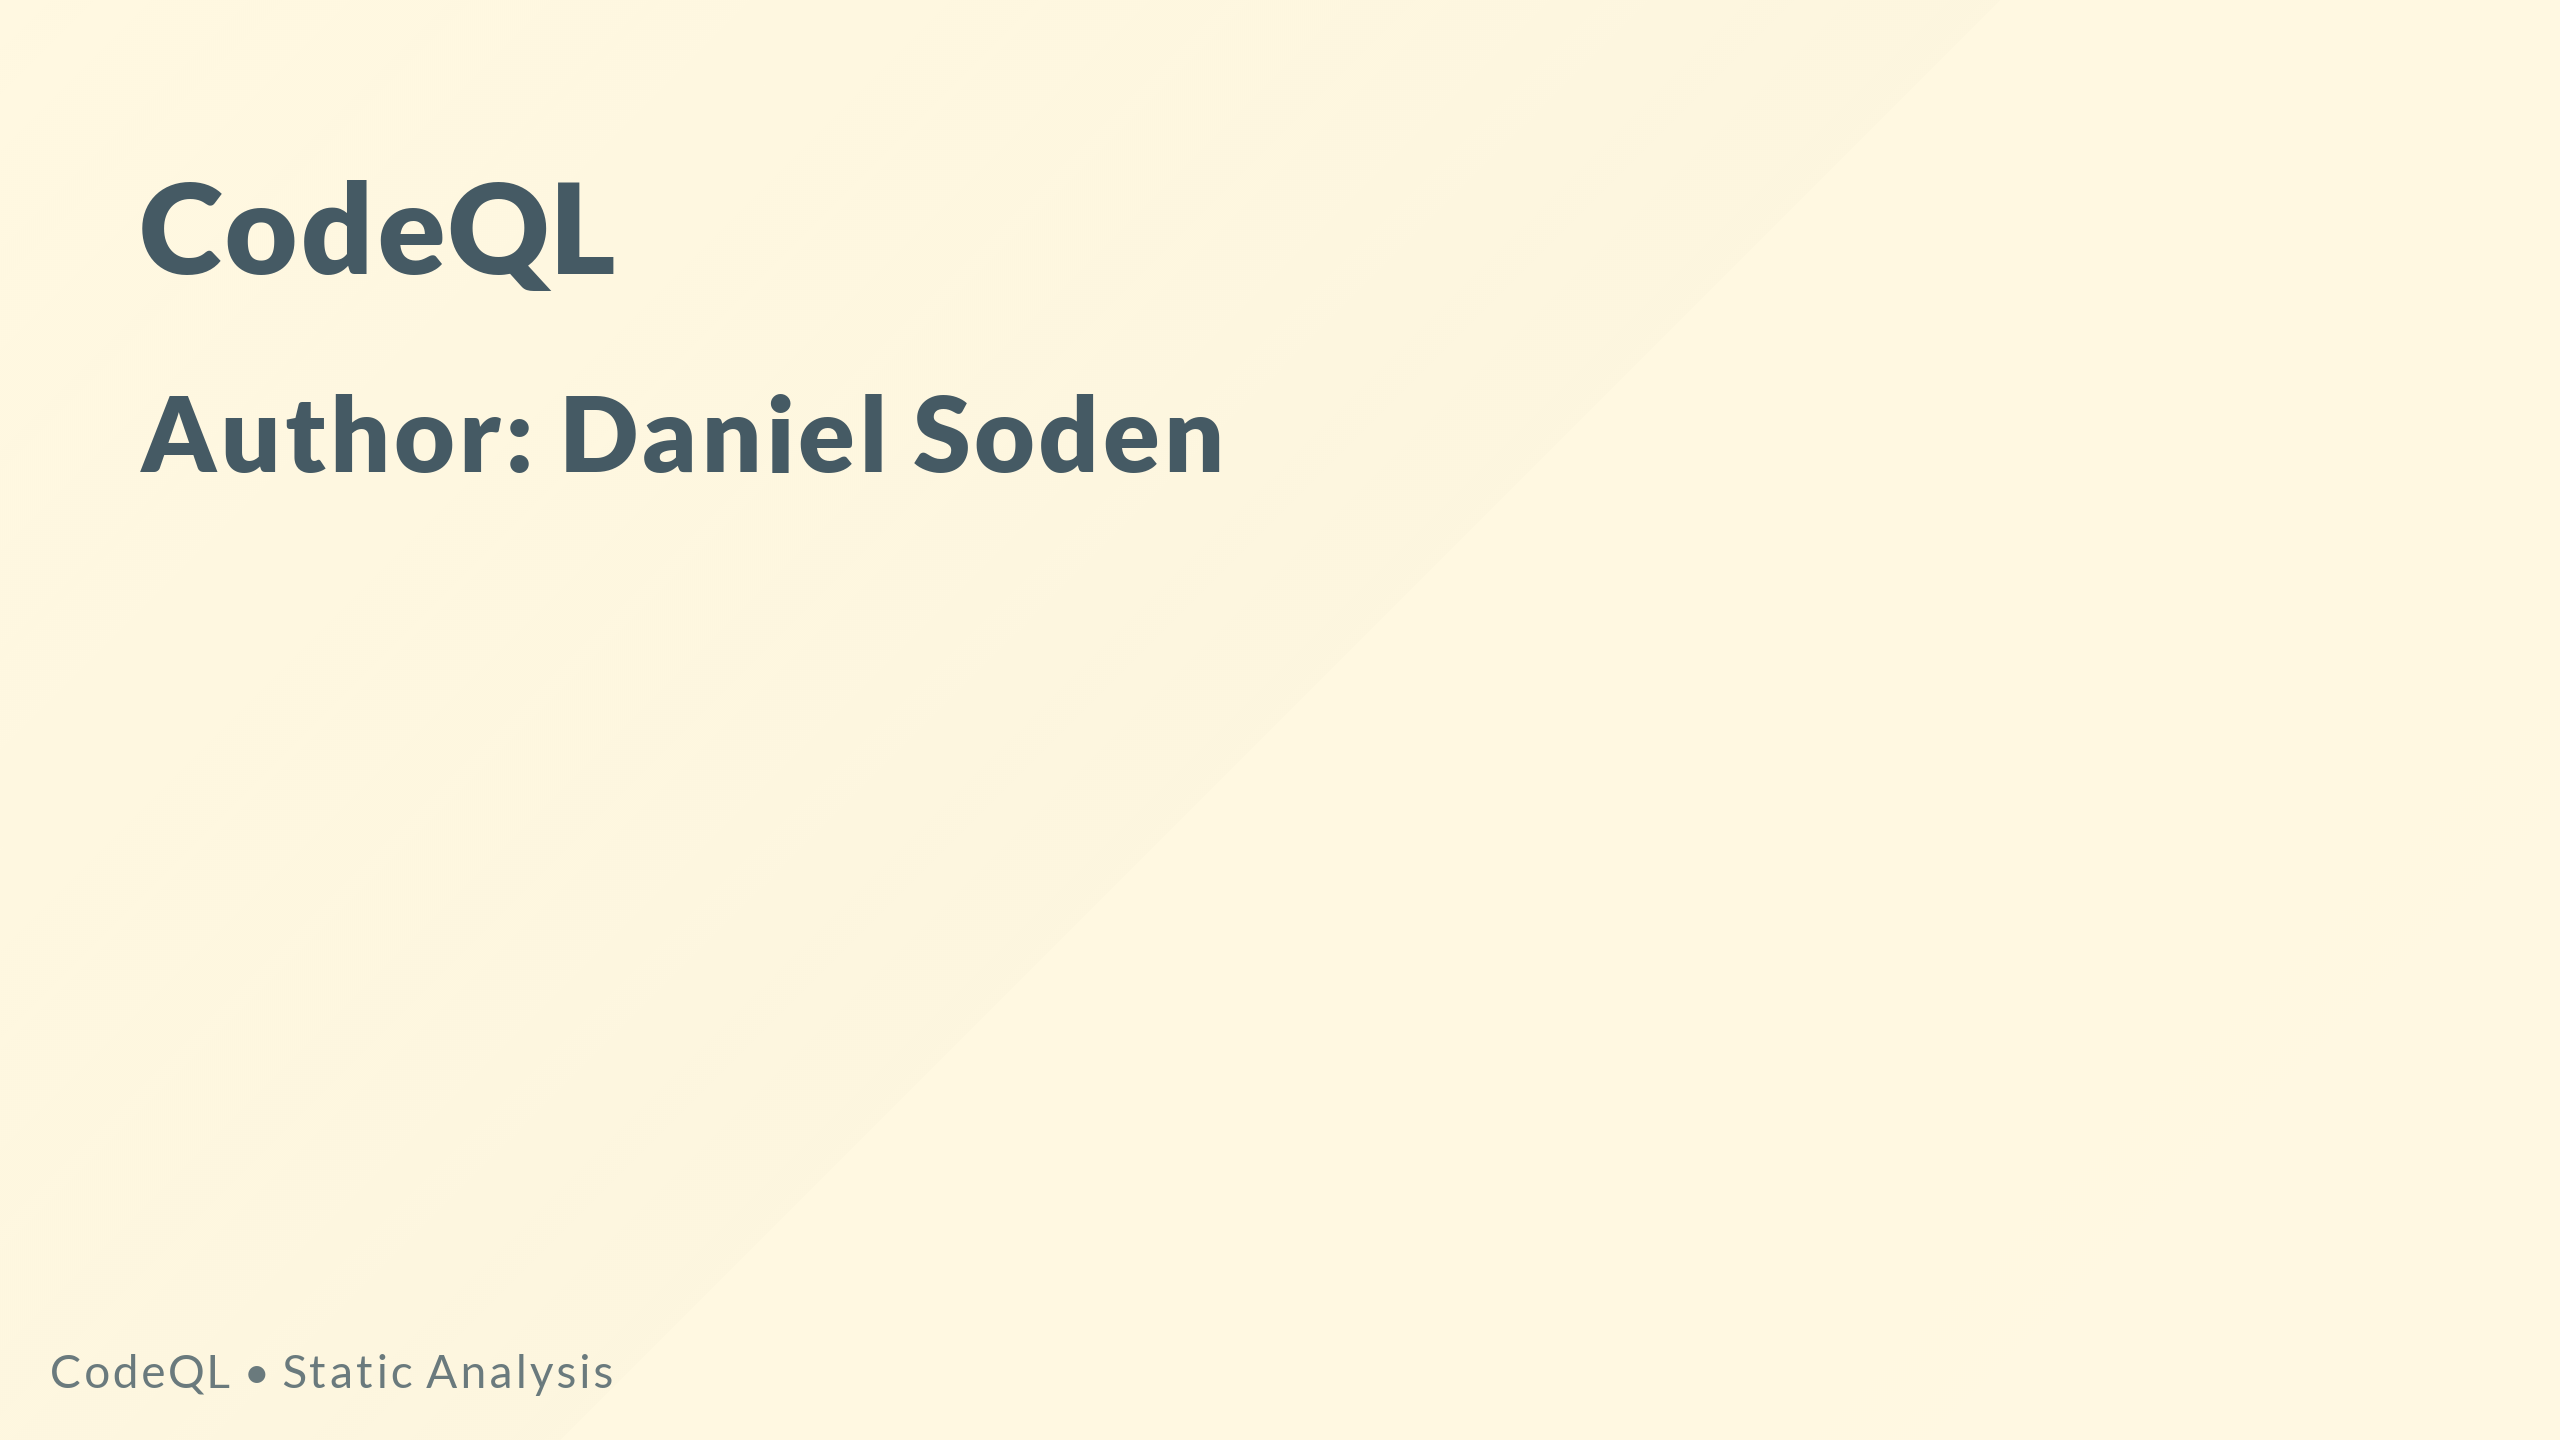 CodeQL
Author: Daniel Soden
CodeQL • Static Analysis